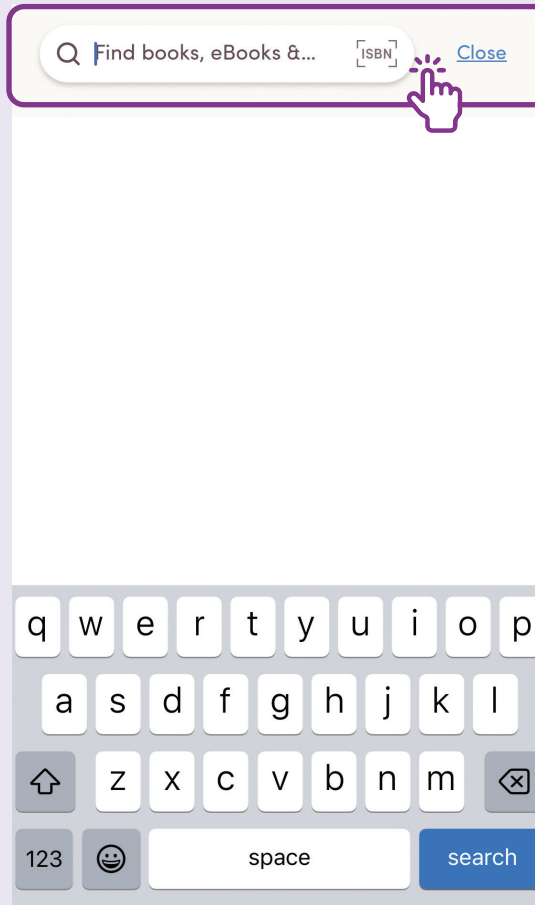 Find books, eBooks &... ISBN Close
q w e r t y u i o p
a s d f g h j k l
z x c v b n m
123 space search